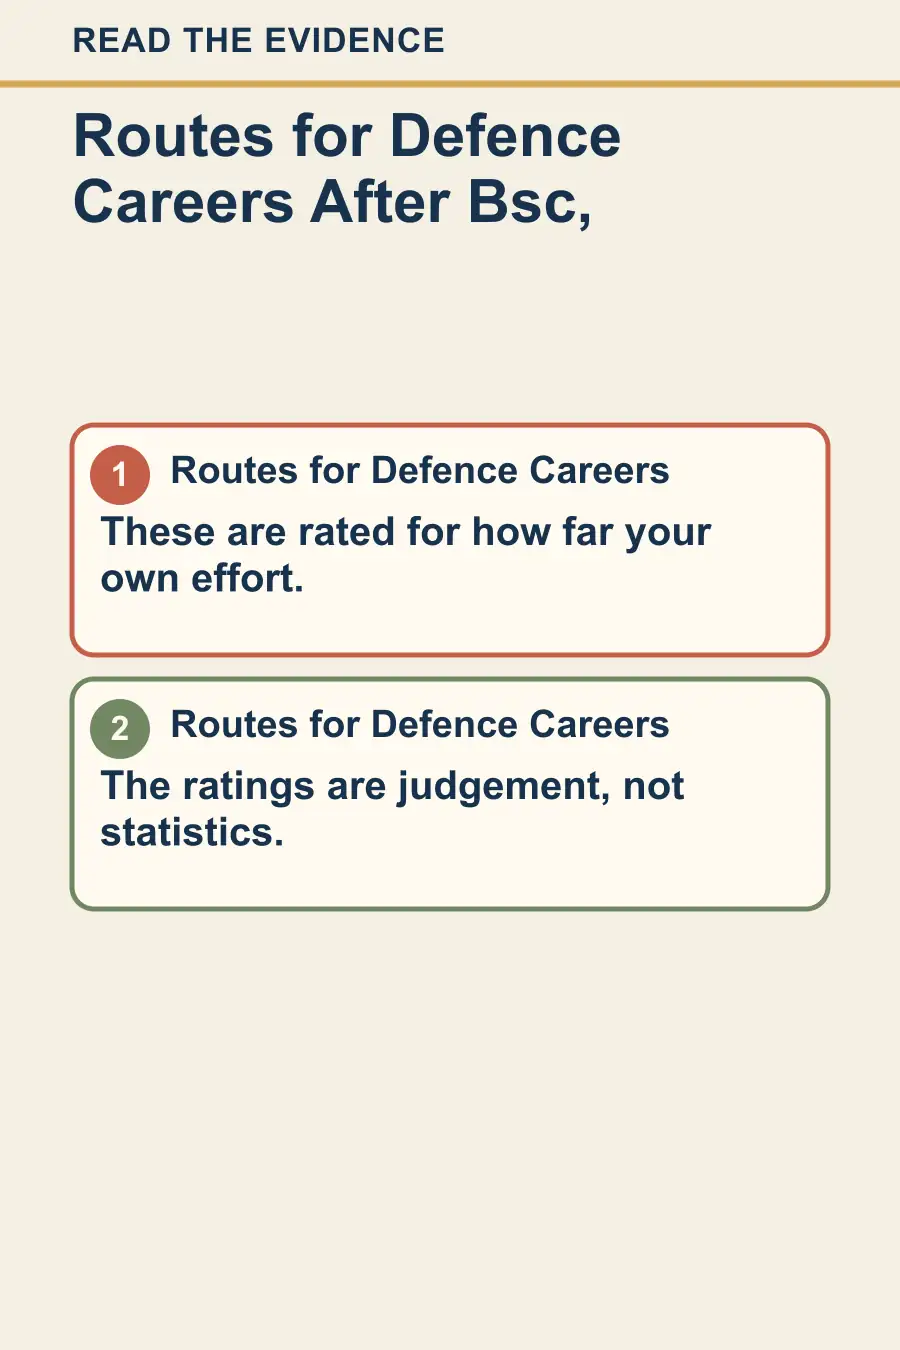 READ THE EVIDENCE
Routes for Defence
Careers After Bsc,
1 Routes for Defence Careers
These are rated for how far your
own effort.
2 Routes for Defence Careers
The ratings are judgement, not
statistics.